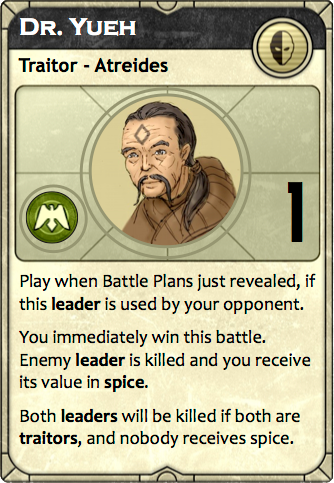 Dr. Yueh
Traitor - Atreides
1
Play when Battle Plans just revealed, if
this leader is used by your opponent.
You immediately win this battle.
Enemy leader is killed and you receive
its value in spice.
Both leaders will be killed if both are
traitors, and nobody receives spice.